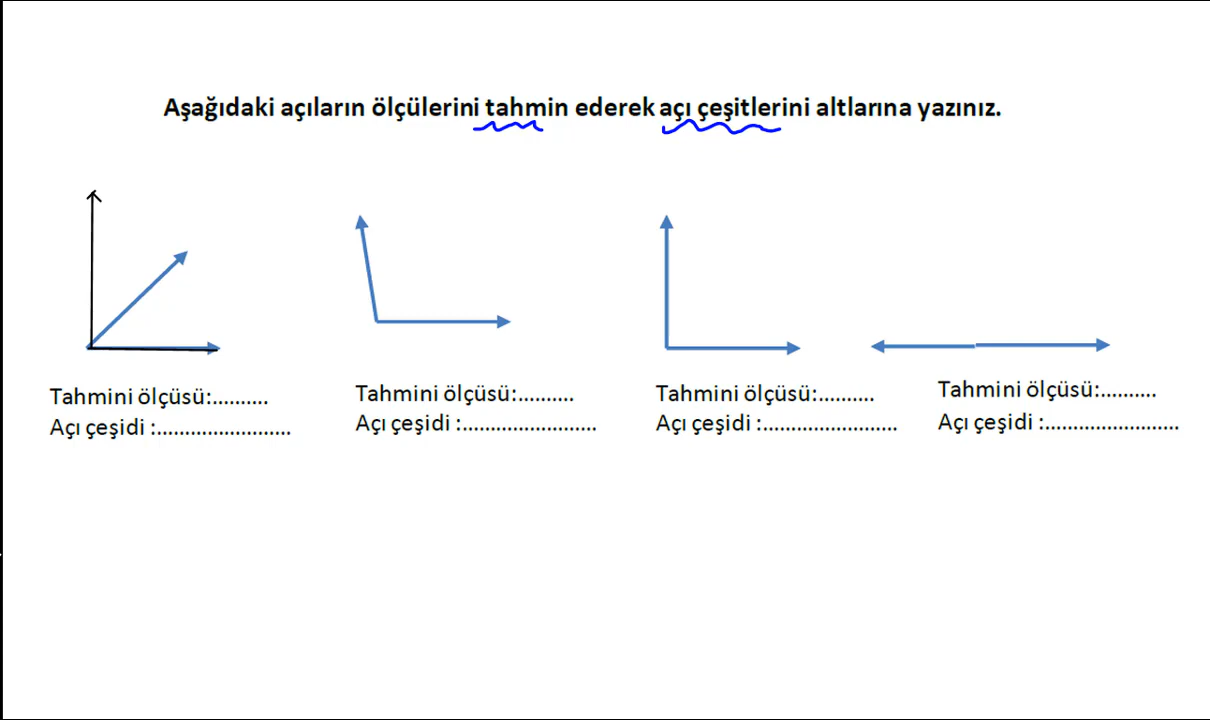 Aşağıdaki açıların ölçülerini tahmin ederek açı çeşitlerini altlarına yazınız.
Tahmini ölçüsü:..........
Açı çeşidi :........................
Tahmini ölçüsü:..........
Açı çeşidi :........................
Tahmini ölçüsü:..........
Açı çeşidi :........................
Tahmini ölçüsü:..........
Açı çeşidi :........................